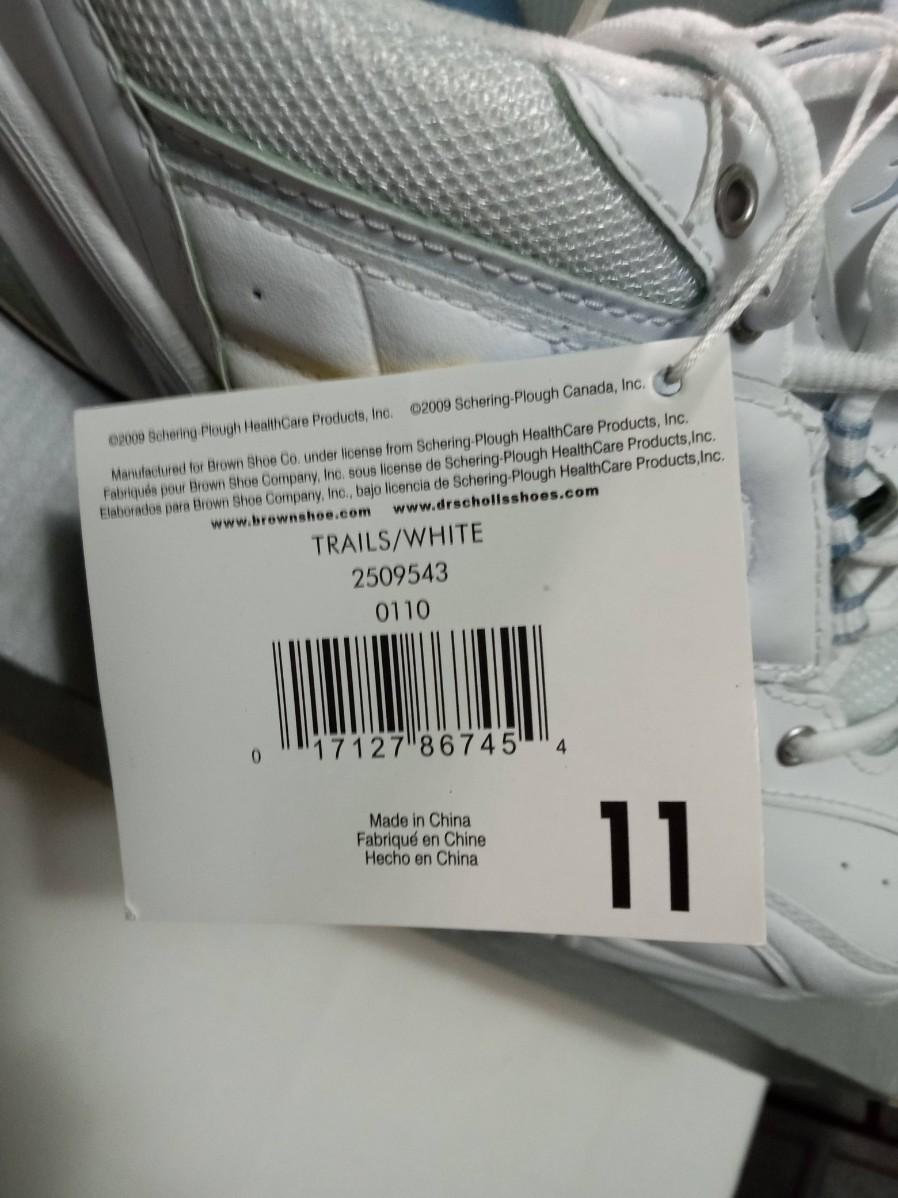 ©2009 Schering-Plough HealthCare Products, Inc. ©2009 Schering-Plough Canada, Inc.
Manufactured for Brown Shoe Co. under license from Schering-Plough HealthCare Products, Inc.
Fabriqués pour Brown Shoe Company, Inc. sous license de Schering-Plough HealthCare Products,Inc.
Elaborados para Brown Shoe Company, Inc., bajo licencia de Schering-Plough HealthCare Products,Inc.
www.brownshoe.com www.drschollsshoes.com
TRAILS/WHITE
2509543
0110
0 17127 86745 4
Made in China
Fabriqué en Chine
Hecho en China
11